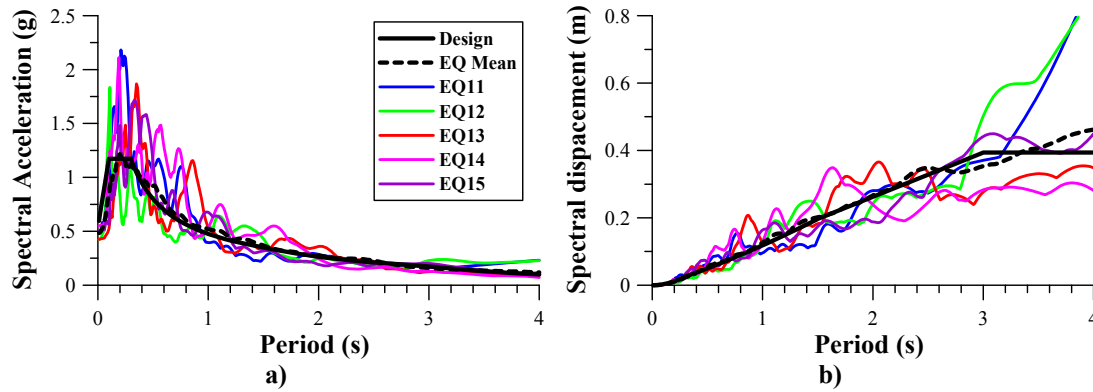 Spectral Acceleration (g)
2.5
2
1.5
1
0.5
0
0 1 2 3 4
Period (s)
a)
Design
EQ Mean
EQ11
EQ12
EQ13
EQ14
EQ15
Spectral dispacement (m)
0.8
0.6
0.4
0.2
0
0 1 2 3 4
Period (s)
b)